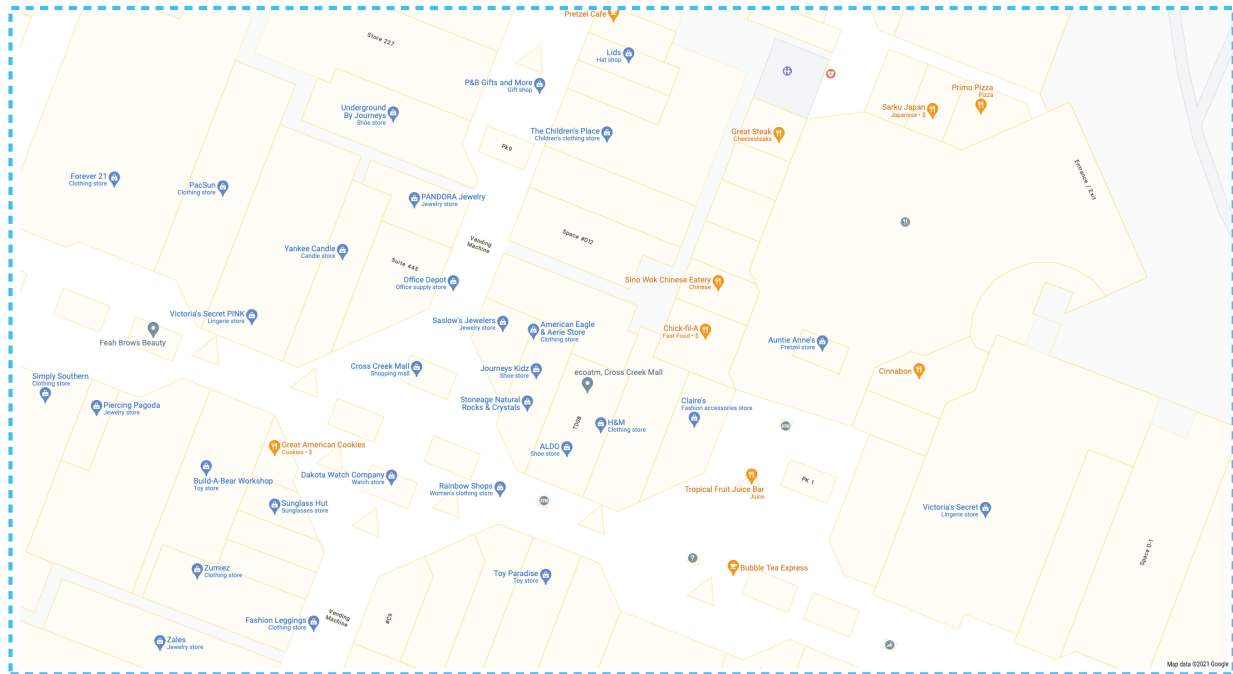 Pretzel Cafe
Store 227
Lids
Hat shop
P&B Gifts and More
Gift shop
Primo Pizza
Pizza
Sarku Japan
Japanese • $
Underground
By Journeys
Shoe store
The Children's Place
Children's clothing store
Great Steak
Cheesesteaks
Pk9
Entrance / Exit
Forever 21
Clothing store
PacSun
Clothing store
PANDORA Jewelry
Jewelry store
Space #D12
Vending
Machine
Yankee Candle
Candle store
Suite 445
Office Depot
Office supply store
Sino Wok Chinese Eatery
Chinese
Victoria's Secret PINK
Lingerie store
Saslow's Jewelers
Jewelry store
American Eagle
& Aerie Store
Clothing store
Chick-fil-A
Fast Food • $
Feah Brows Beauty
Auntie Anne's
Pretzel store
Cross Creek Mall
Shopping mall
Journeys Kidz
Shoe store
ecoatm, Cross Creek Mall
Cinnabon
Simply Southern
Clothing store
Piercing Pagoda
Jewelry store
Stoneage Natural
Rocks & Crystals
Claire's
Fashion accessories store
H&M
Clothing store
ATM
Great American Cookies
Cookies • $
ALDO
Shoe store
Build-A-Bear Workshop
Toy store
Dakota Watch Company
Watch store
Rainbow Shops
Women's clothing store
Tropical Fruit Juice Bar
Juice
PK 1
ATM
Sunglass Hut
Sunglasses store
Victoria's Secret
Lingerie store
Space D-1
Zumiez
Clothing store
Toy Paradise
Toy store
?
Bubble Tea Express
Fashion Leggings
Clothing store
Vending
Machine
Zales
Jewelry store
Map data ©2021 Google